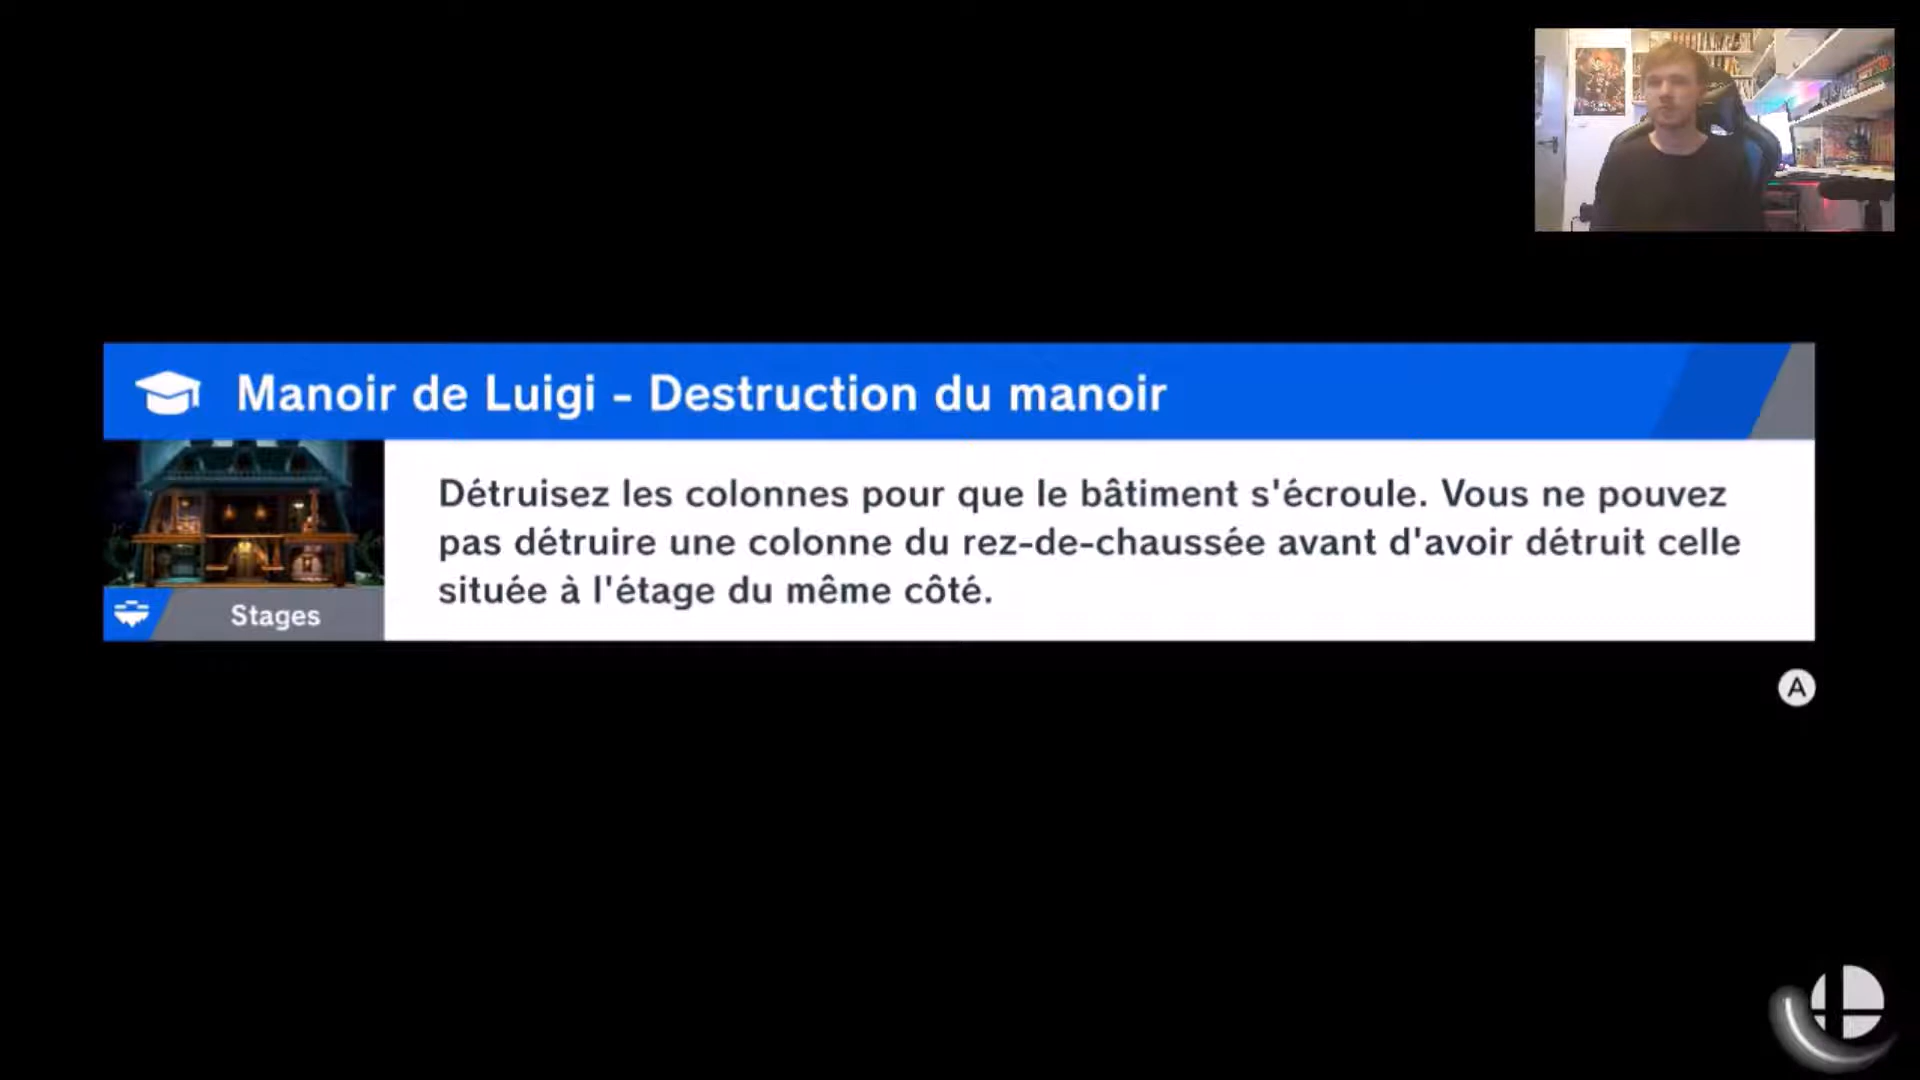 Manoir de Luigi - Destruction du manoir
Détruisez les colonnes pour que le bâtiment s'écroule. Vous ne pouvez
pas détruire une colonne du rez-de-chaussée avant d'avoir détruit celle
située à l'étage du même côté.
Stages
A